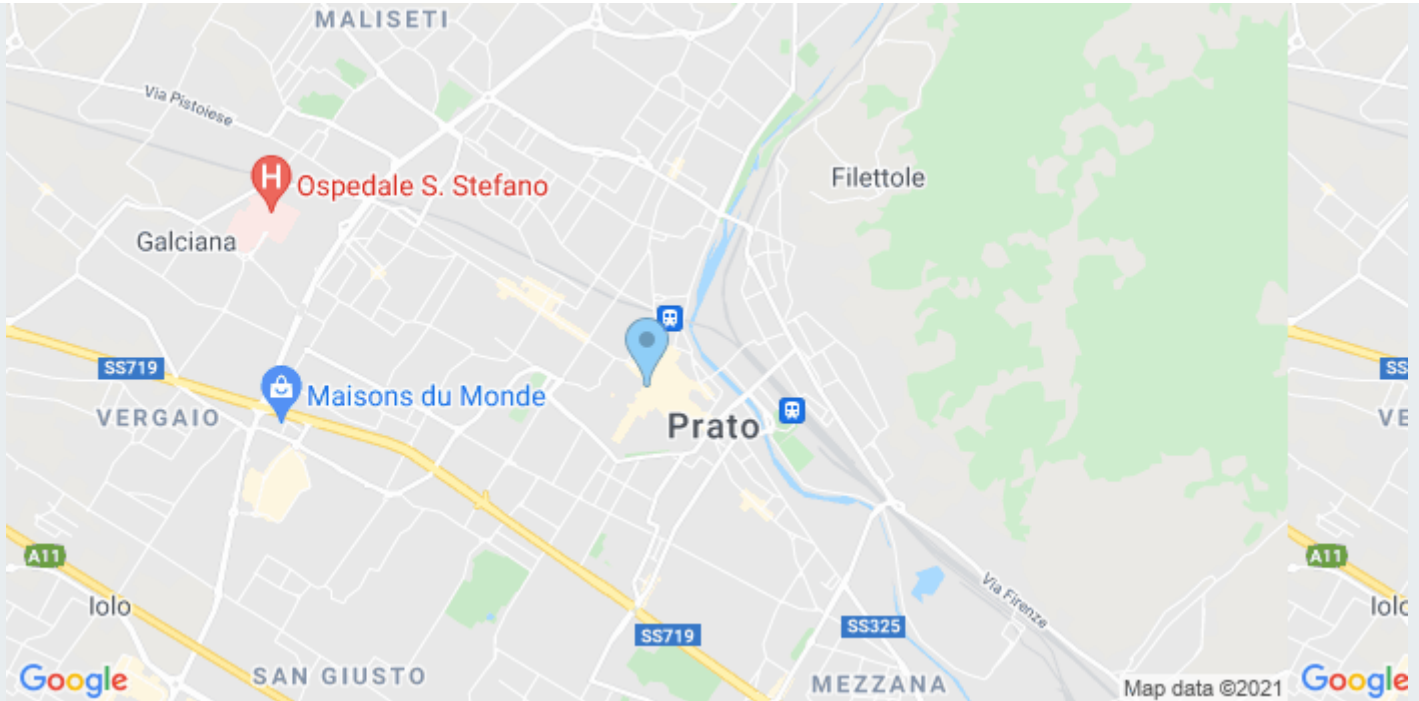 MALISETI
Via Pistoiese
H
Ospedale S. Stefano
Filettole
Galciana
SS719
SS
Maisons du Monde
VERGAIO
Prato
VE
A11
A11
Via Firenze
Iolo
Iolo
SS719
SS325
SAN GIUSTO
MEZZANA
Google
Map data ©2021
Google